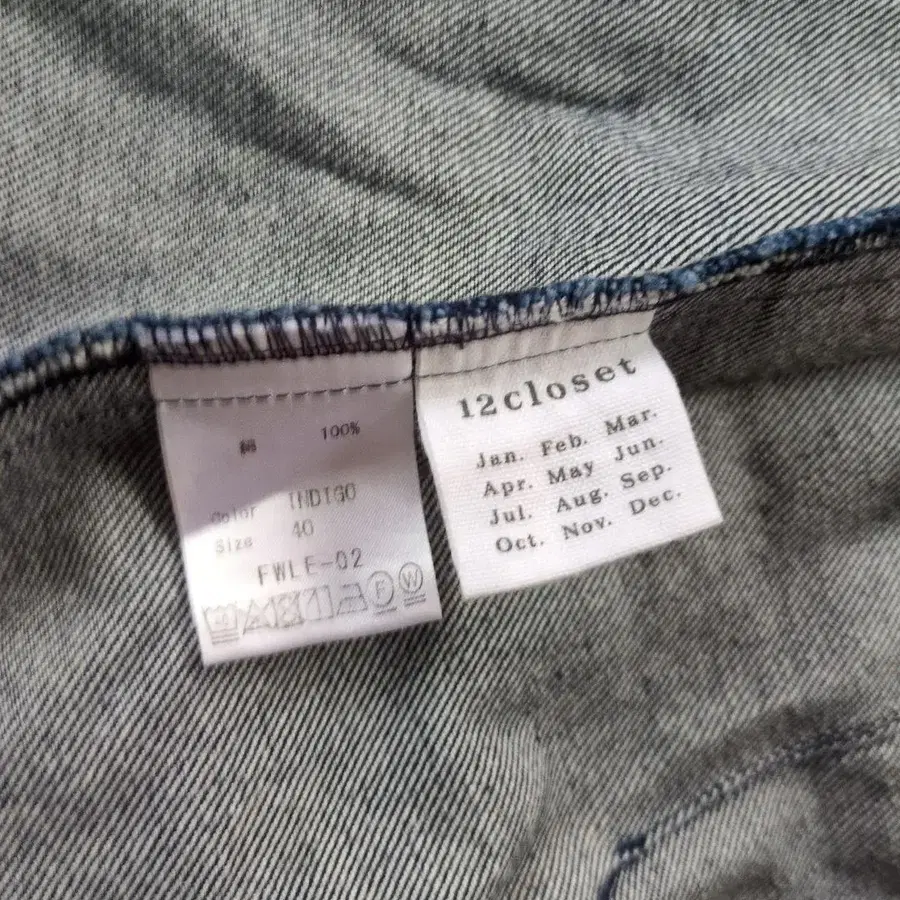 綿 100%
Color INDIGO
Size 40
FWLE-02
F W
12closet
Jan. Feb. Mar.
Apr. May Jun.
Jul. Aug. Sep.
Oct. Nov. Dec.